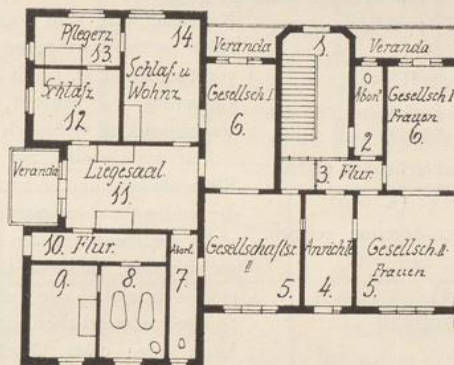 Pflegerz.
13.
14.
Schlaf- u
Wohnz
Schlafz
12.
Veranda
Veranda
1.
Gesellsch. I
6.
Abort
2
Gesellsch. I
Frauen
6.
Veranda
Liegesaal.
11.
3. Flur.
10. Flur.
Abort.
9.
8.
7.
Gesellschaftsz
II
5.
Anrichte
4.
Gesellsch. II.
Frauen
5.